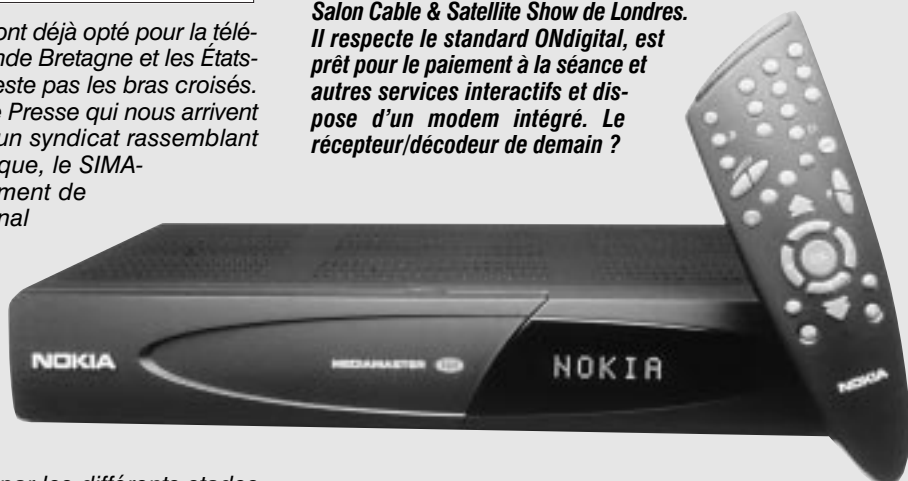 ont déjà opté pour la télé-
nde Bretagne et les États-
este pas les bras croisés.
e Presse qui nous arrivent
un syndicat rassemblant
que, le SIMA-
ment de
nal
Salon Cable & Satellite Show de Londres.
Il respecte le standard ONdigital, est
prêt pour le paiement à la séance et
autres services interactifs et dis-
pose d'un modem intégré. Le
récepteur/décodeur de demain ?
NOKIA
MEDIAMASTER
NOKIA
NOKIA
par les différents stades